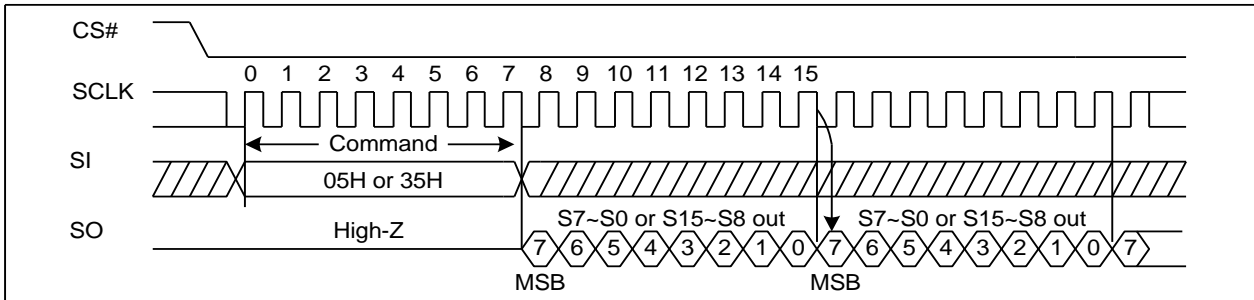 CS#
0 1 2 3 4 5 6 7 8 9 10 11 12 13 14 15
SCLK
Command
SI
05H or 35H
S7~S0 or S15~S8 out S7~S0 or S15~S8 out
SO High-Z
7 6 5 4 3 2 1 0 7 6 5 4 3 2 1 0 7
MSB MSB